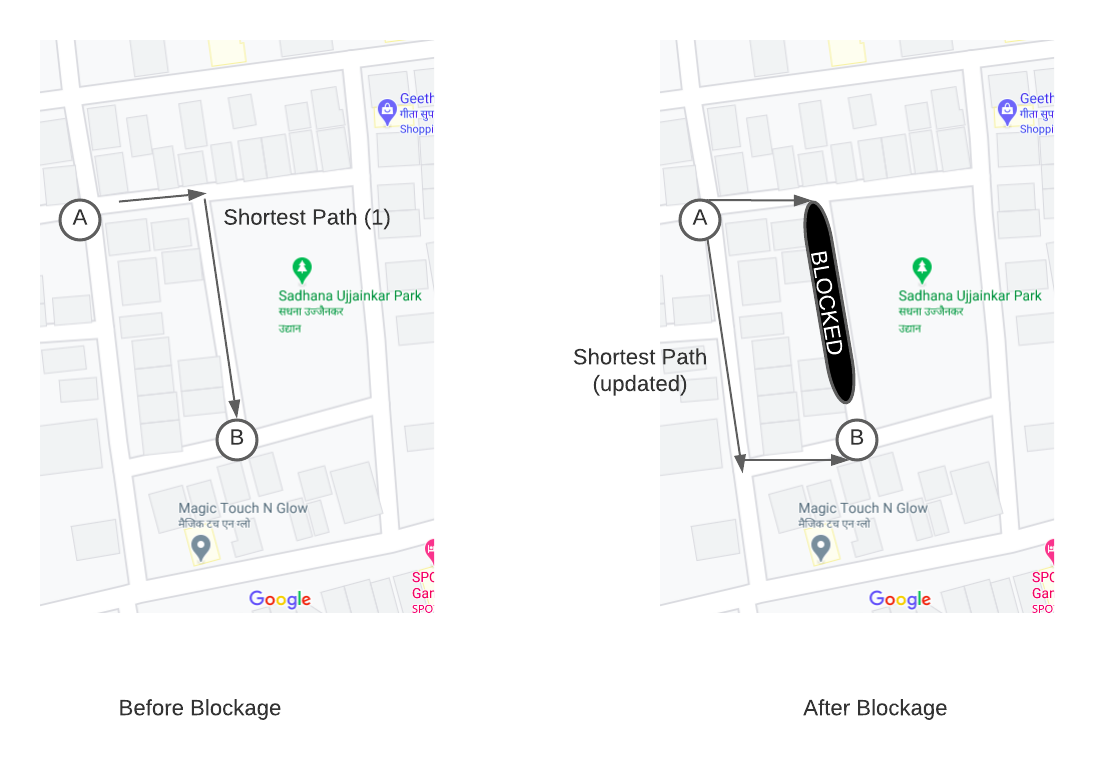 Geeth
गीता सुप
Shoppi
A
Shortest Path (1)
Sadhana Ujjainkar Park
सधना उज्जैनकर
उद्यान
B
Magic Touch N Glow
मैजिक टच एन ग्लो
Google
SPO
Gar
SPO
Before Blockage
Geeth
गीता सुप
Shoppi
A
BLOCKED
Sadhana Ujjainkar Park
सधना उज्जैनकर
उद्यान
Shortest Path
(updated)
B
Magic Touch N Glow
मैजिक टच एन ग्लो
Google
SPO
Gar
SPO
After Blockage